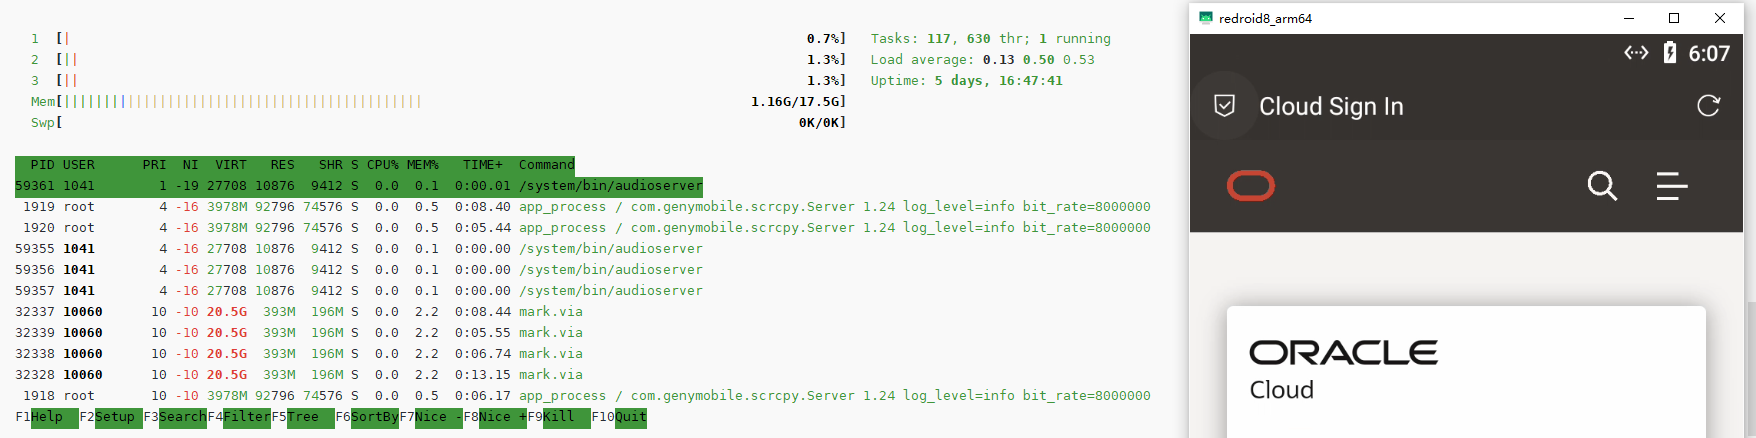 1 [| 0.7%] Tasks: 117, 630 thr; 1 running
2 [|| 1.3%] Load average: 0.13 0.50 0.53
3 [|| 1.3%] Uptime: 5 days, 16:47:41
Mem[||||||||||||||||||||||||||||||||||||||||||||| 1.16G/17.5G]
Swp[ 0K/0K]
PID USER PRI NI VIRT RES SHR S CPU% MEM% TIME+ Command
59361 1041 1 -19 27708 10876 9412 S 0.0 0.1 0:00.01 /system/bin/audioserver
1919 root 4 -16 3978M 92796 74576 S 0.0 0.5 0:08.40 app_process / com.genymobile.scrcpy.Server 1.24 log_level=info bit_rate=8000000
1920 root 4 -16 3978M 92796 74576 S 0.0 0.5 0:05.44 app_process / com.genymobile.scrcpy.Server 1.24 log_level=info bit_rate=8000000
59355 1041 4 -16 27708 10876 9412 S 0.0 0.1 0:00.00 /system/bin/audioserver
59356 1041 4 -16 27708 10876 9412 S 0.0 0.1 0:00.00 /system/bin/audioserver
59357 1041 4 -16 27708 10876 9412 S 0.0 0.1 0:00.00 /system/bin/audioserver
32337 10060 10 -10 20.5G 393M 196M S 0.0 2.2 0:08.44 mark.via
32339 10060 10 -10 20.5G 393M 196M S 0.0 2.2 0:05.55 mark.via
32338 10060 10 -10 20.5G 393M 196M S 0.0 2.2 0:06.74 mark.via
32328 10060 10 -10 20.5G 393M 196M S 0.0 2.2 0:13.15 mark.via
1918 root 4 -16 3978M 92796 74576 S 0.0 0.5 0:06.17 app_process / com.genymobile.scrcpy.Server 1.24 log_level=info bit_rate=8000000
F1Help F2Setup F3SearchF4FilterF5Tree F6SortByF7Nice -F8Nice +F9Kill F10Quit
redroid8_arm64
6:07
Cloud Sign In
ORACLE
Cloud